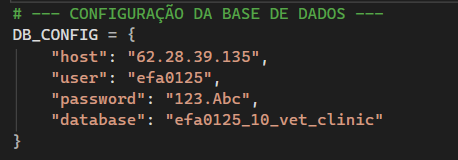 # --- CONFIGURAÇÃO DA BASE DE DADOS ---
DB_CONFIG = {
    "host": "62.28.39.135",
    "user": "efa0125",
    "password": "123.Abc",
    "database": "efa0125_10_vet_clinic"
}